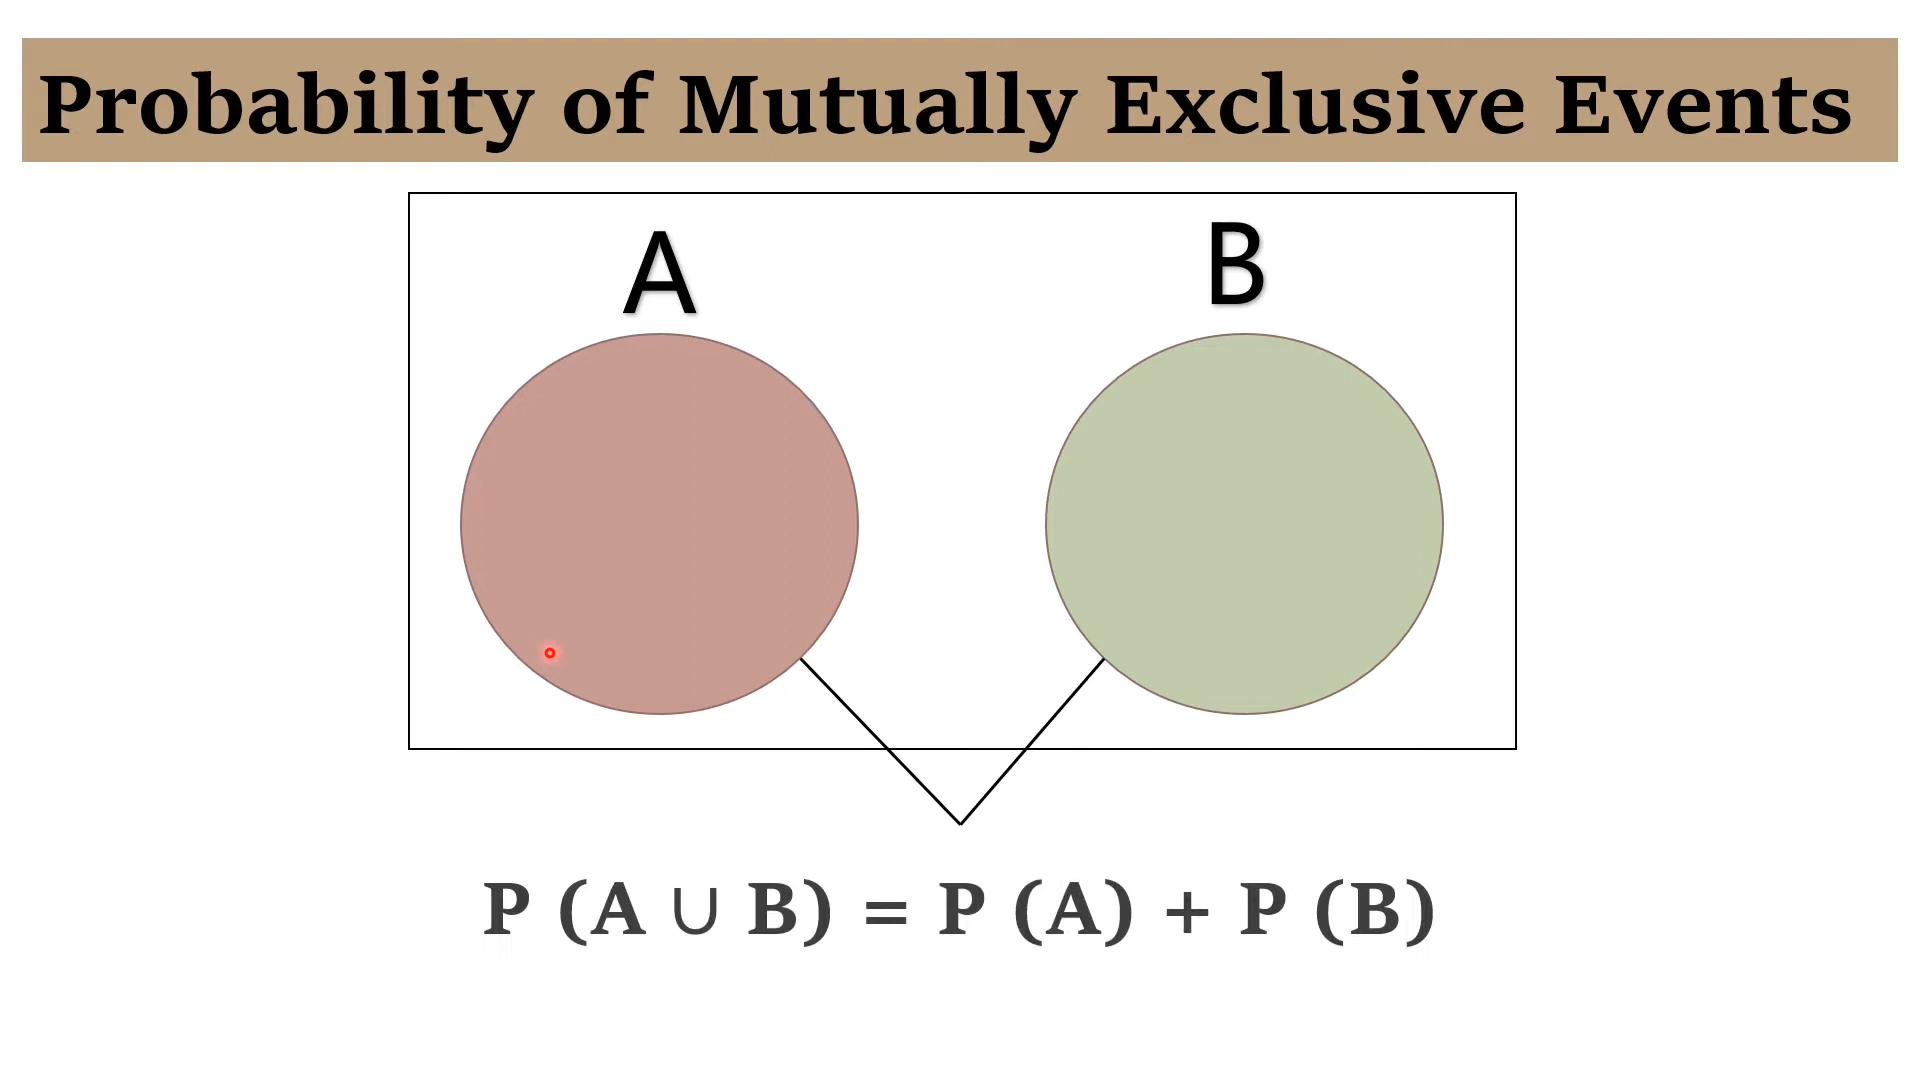 Probability of Mutually Exclusive Events
A B
P (A ∪ B) = P (A) + P (B)